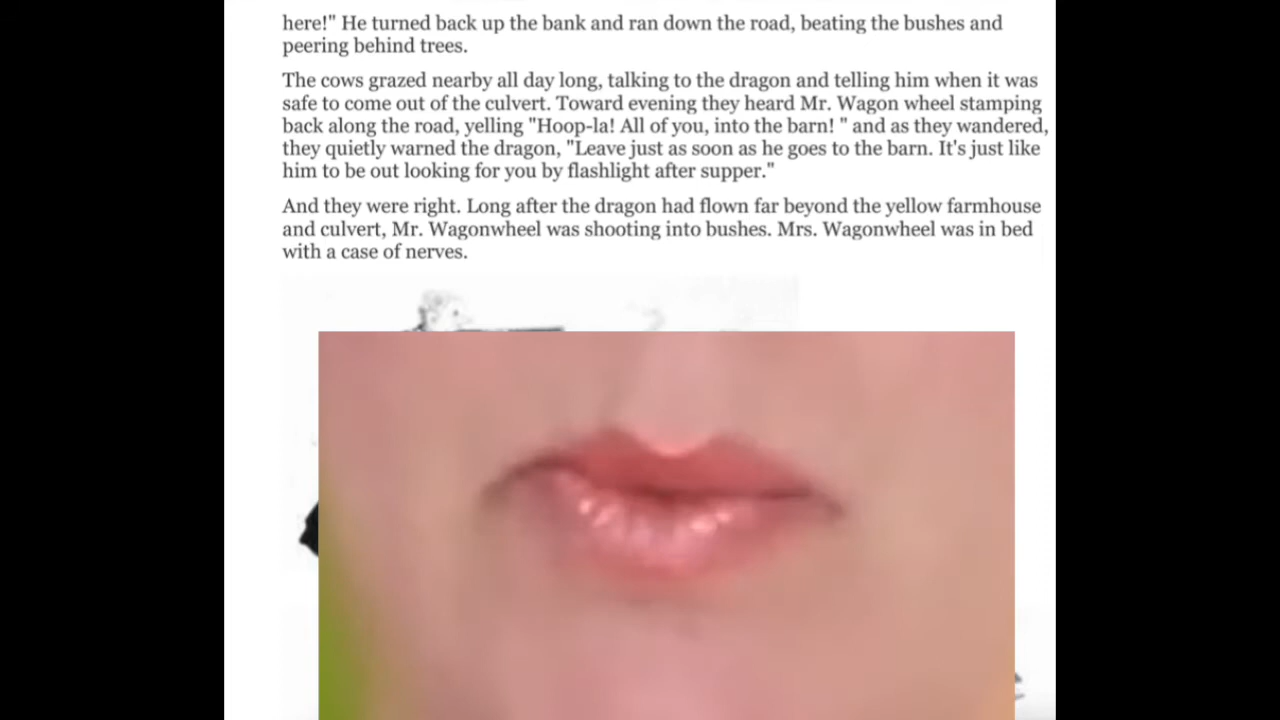 here!" He turned back up the bank and ran down the road, beating the bushes and
peering behind trees.
The cows grazed nearby all day long, talking to the dragon and telling him when it was
safe to come out of the culvert. Toward evening they heard Mr. Wagon wheel stamping
back along the road, yelling "Hoop-la! All of you, into the barn! " and as they wandered,
they quietly warned the dragon, "Leave just as soon as he goes to the barn. It's just like
him to be out looking for you by flashlight after supper."
And they were right. Long after the dragon had flown far beyond the yellow farmhouse
and culvert, Mr. Wagonwheel was shooting into bushes. Mrs. Wagonwheel was in bed
with a case of nerves.